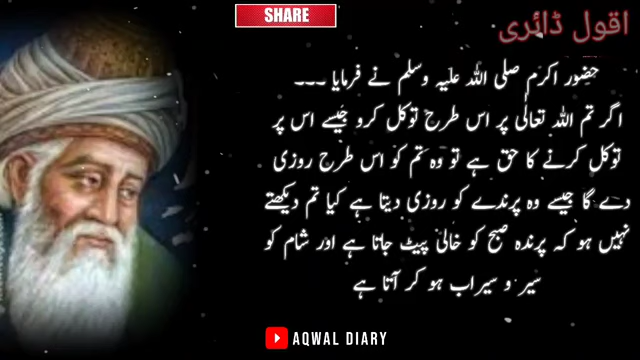 SHARE
اقول ڈائری
حضور اکرم صلی اللہ علیہ وسلم نے فرمایا ---
اگر تم اللہ تعالٰی پر اس طرح توکل کرو جیسے اس پر
توکل کرنے کا حق ہے تو وہ تم کو اس طرح روزی
دے گا جیسے وہ پرندے کو روزی دیتا ہے کیا تم دیکھتے
نہیں ہو کہ پرندہ صبح کو خالی پیٹ جاتا ہے اور شام کو
سیر و سیراب ہو کر آتا ہے
AQWAL DIARY